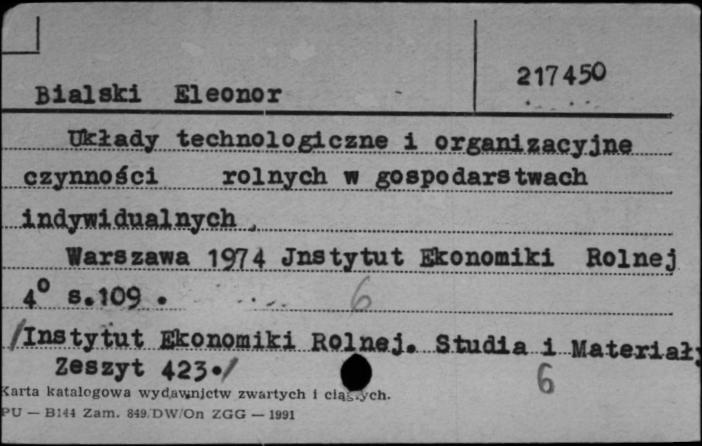 217450
Bialski Eleonor
Układy technologiczne i organizacyjne
czynności rolnych w gospodarstwach
indywidualnych.
Warszawa 1974 Jnstytut Ekonomiki Rolnej
4° s.109.
6
/Instytut Ekonomiki Rolnej. Studia i Materiały
Zeszyt 423./
6
Karta katalogowa wydawnictw zwartych i ciągłych.
PU — B144 Zam. 849/DW/On ZGG — 1991